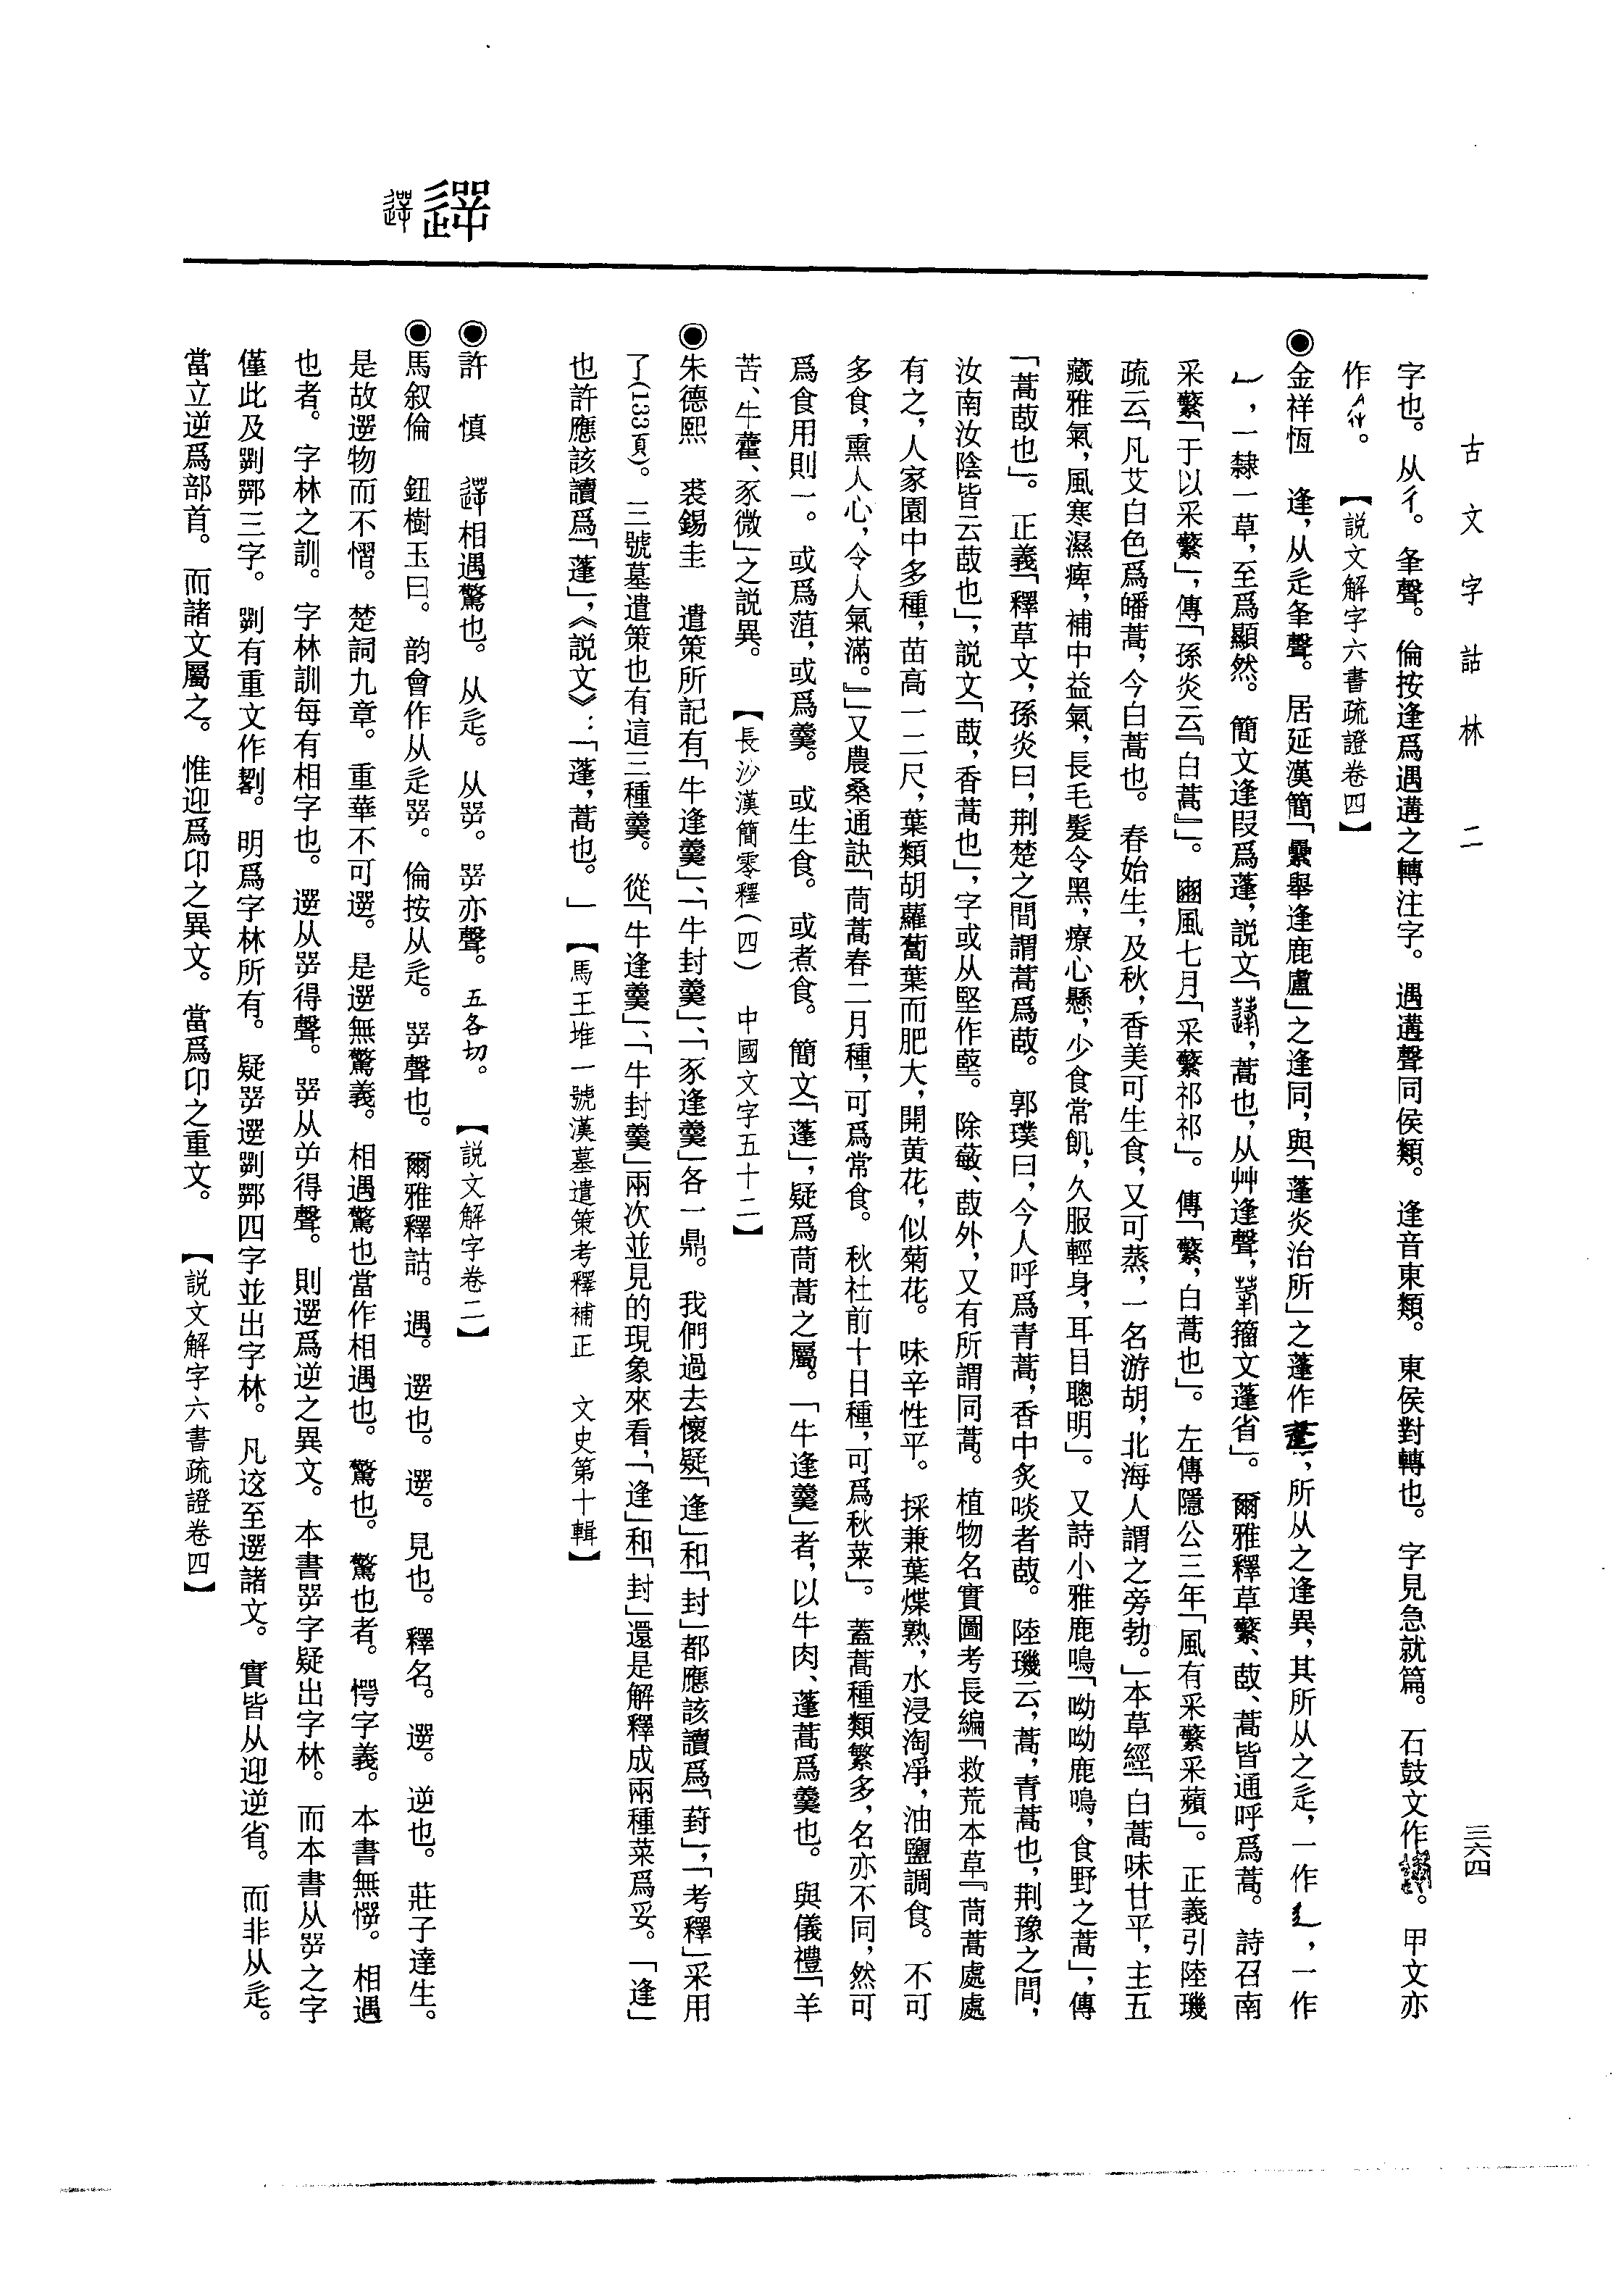 古文字詁林 二
三六四
字也。从彳。夆聲。倫按逢爲遇遘之轉注字。遇遘聲同侯類。逢音東類。東侯對轉也。字見急就篇。石鼓文作。甲文亦
作。【説文解字六書疏證卷四】
◉金祥恆 逢，从辵夆聲。居延漢簡「纍舉逢鹿盧」之逢同，與「蓬炎治所」之蓬作，所从之逢異，其所从之辵，一作，一作
，一隸一草，至爲顯然。簡文逢叚爲蓬，説文「，蒿也，从艸逢聲，籀文蓬省」。爾雅釋草蘩、菣、蒿皆通呼爲蒿。詩召南
采蘩「于以采蘩」，傳「孫炎云『白蒿』」。豳風七月「采蘩祁祁」。傳「蘩，白蒿也」。左傳隱公三年「風有采蘩采蘋」。正義引陸璣
疏云「凡艾白色爲皤蒿，今白蒿也。春始生，及秋，香美可生食，又可蒸，一名游胡，北海人謂之旁勃。」本草經「白蒿味甘平，主五
藏雅氣，風寒濕痺，補中益氣，長毛髮令黑，療心懸，少食常飢，久服輕身，耳目聰明」。又詩小雅鹿鳴「呦呦鹿鳴，食野之蒿」，傳
「蒿菣也」。正義「釋草文，孫炎曰，荆楚之間謂蒿爲菣。郭璞曰，今人呼爲青蒿，香中炙啖者菣。陸璣云，蒿，青蒿也，荆豫之間，
汝南汝陰皆云菣也」，説文「菣，香蒿也」，字或从堅作䕙。除蘞、菣外，又有所謂同蒿。植物名實圖考長編「救荒本草『茼蒿處處
有之，人家園中多種，苗高一二尺，葉類胡蘿蔔葉而肥大，開黄花，似菊花。味辛性平。採兼葉煠熟，水浸淘淨，油鹽調食。不可
多食，熏人心，令人氣滿。』」又農桑通訣「茼蒿春二月種，可爲常食。秋社前十日種，可爲秋菜」。蓋蒿種類繁多，名亦不同，然可
爲食用則一。或爲菹，或爲羹。或生食。或煮食。簡文「蓬」，疑爲茼蒿之屬。「牛逢羹」者，以牛肉、蓬蒿爲羹也。與儀禮「羊
苦、牛藿、豕微」之説異。【長沙漢簡零釋（四） 中國文字五十二】
◉朱德熙 裘錫圭 遣策所記有「牛逢羹」、「牛封羹」、「豕逢羹」各一鼎。我們過去懷疑「逢」和「封」都應該讀爲「葑」，「考釋」采用
了（133頁）。三號墓遣策也有這三種羹。從「牛逢羹」、「牛封羹」兩次並見的現象來看，「逢」和「封」還是解釋成兩種菜爲妥。「逢」
也許應該讀爲「蓬」，《説文》：「蓬，蒿也。」【馬王堆一號漢墓遣策考釋補正 文史第十輯】
遻
◉許 慎 遻相遇驚也。从辵。从咢。咢亦聲。五各切。【説文解字卷二】
◉馬叙倫 鈕樹玉曰。韵會作从辵咢。倫按从辵。咢聲也。爾雅釋詁。遇。遻也。遻。見也。釋名。遻。逆也。莊子達生。
是故遻物而不慴。楚詞九章。重華不可遻。是遻無驚義。相遇驚也當作相遇也。驚也。驚也者。愕字義。本書無愕。相遇
也者。字林之訓。字林訓每有相字也。遻从咢得聲。咢从屰得聲。則遻爲逆之異文。本書咢字疑出字林。而本書从咢之字
僅此及剫鄂三字。剫有重文作㓵。明爲字林所有。疑咢遻剫鄂四字並出字林。凡这至遻諸文。實皆从迎逆省。而非从辵。
當立逆爲部首。而諸文屬之。惟迎爲卬之異文。當爲卬之重文。【説文解字六書疏證卷四】